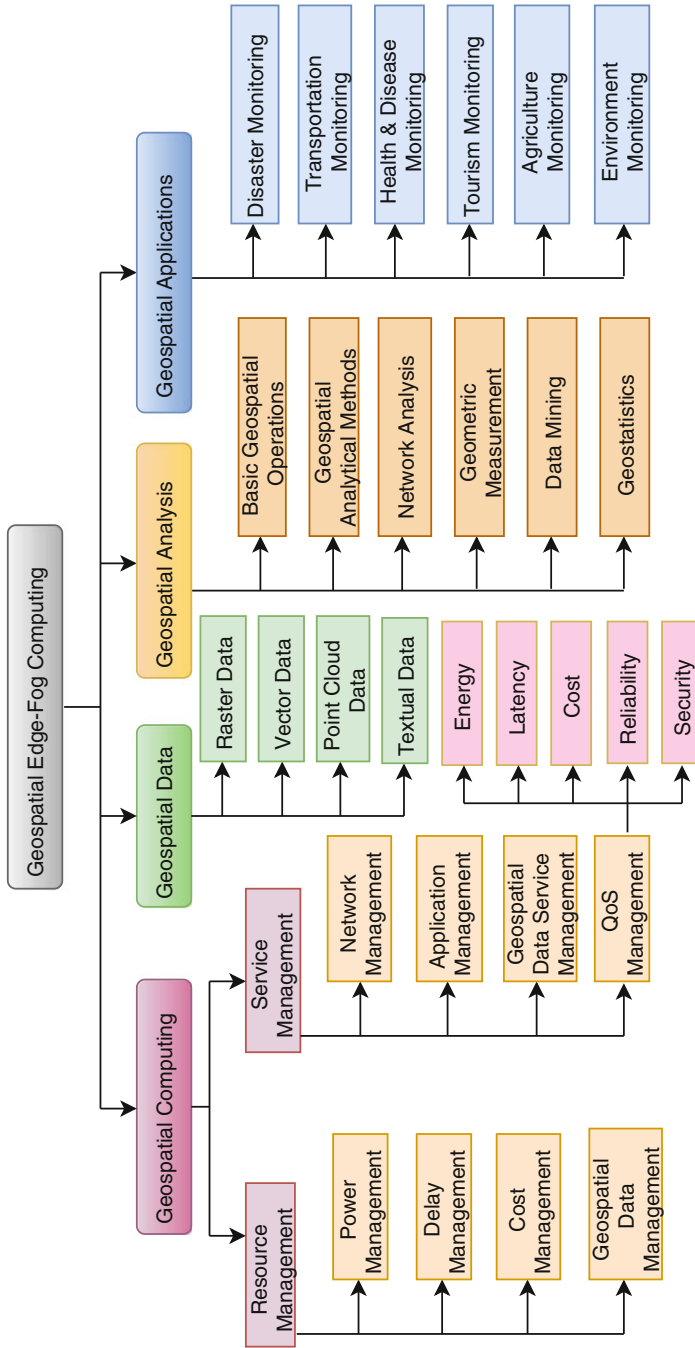 Geospatial Edge-Fog Computing
Geospatial Computing
Geospatial Data
Geospatial Analysis
Geospatial Applications
Resource
Management
Power
Management
Delay
Management
Cost
Management
Geospatial
Data
Management
Service
Management
Network
Management
Application
Management
Geospatial
Data Service
Management
QoS
Management
Energy
Latency
Cost
Reliability
Security
Raster Data
Vector Data
Point Cloud
Data
Textual Data
Basic Geospatial
Operations
Geospatial
Analytical Methods
Network Analysis
Geometric
Measurement
Data Mining
Geostatistics
Disaster Monitoring
Transportation
Monitoring
Health & Disease
Monitoring
Tourism Monitoring
Agriculture
Monitoring
Environment
Monitoring